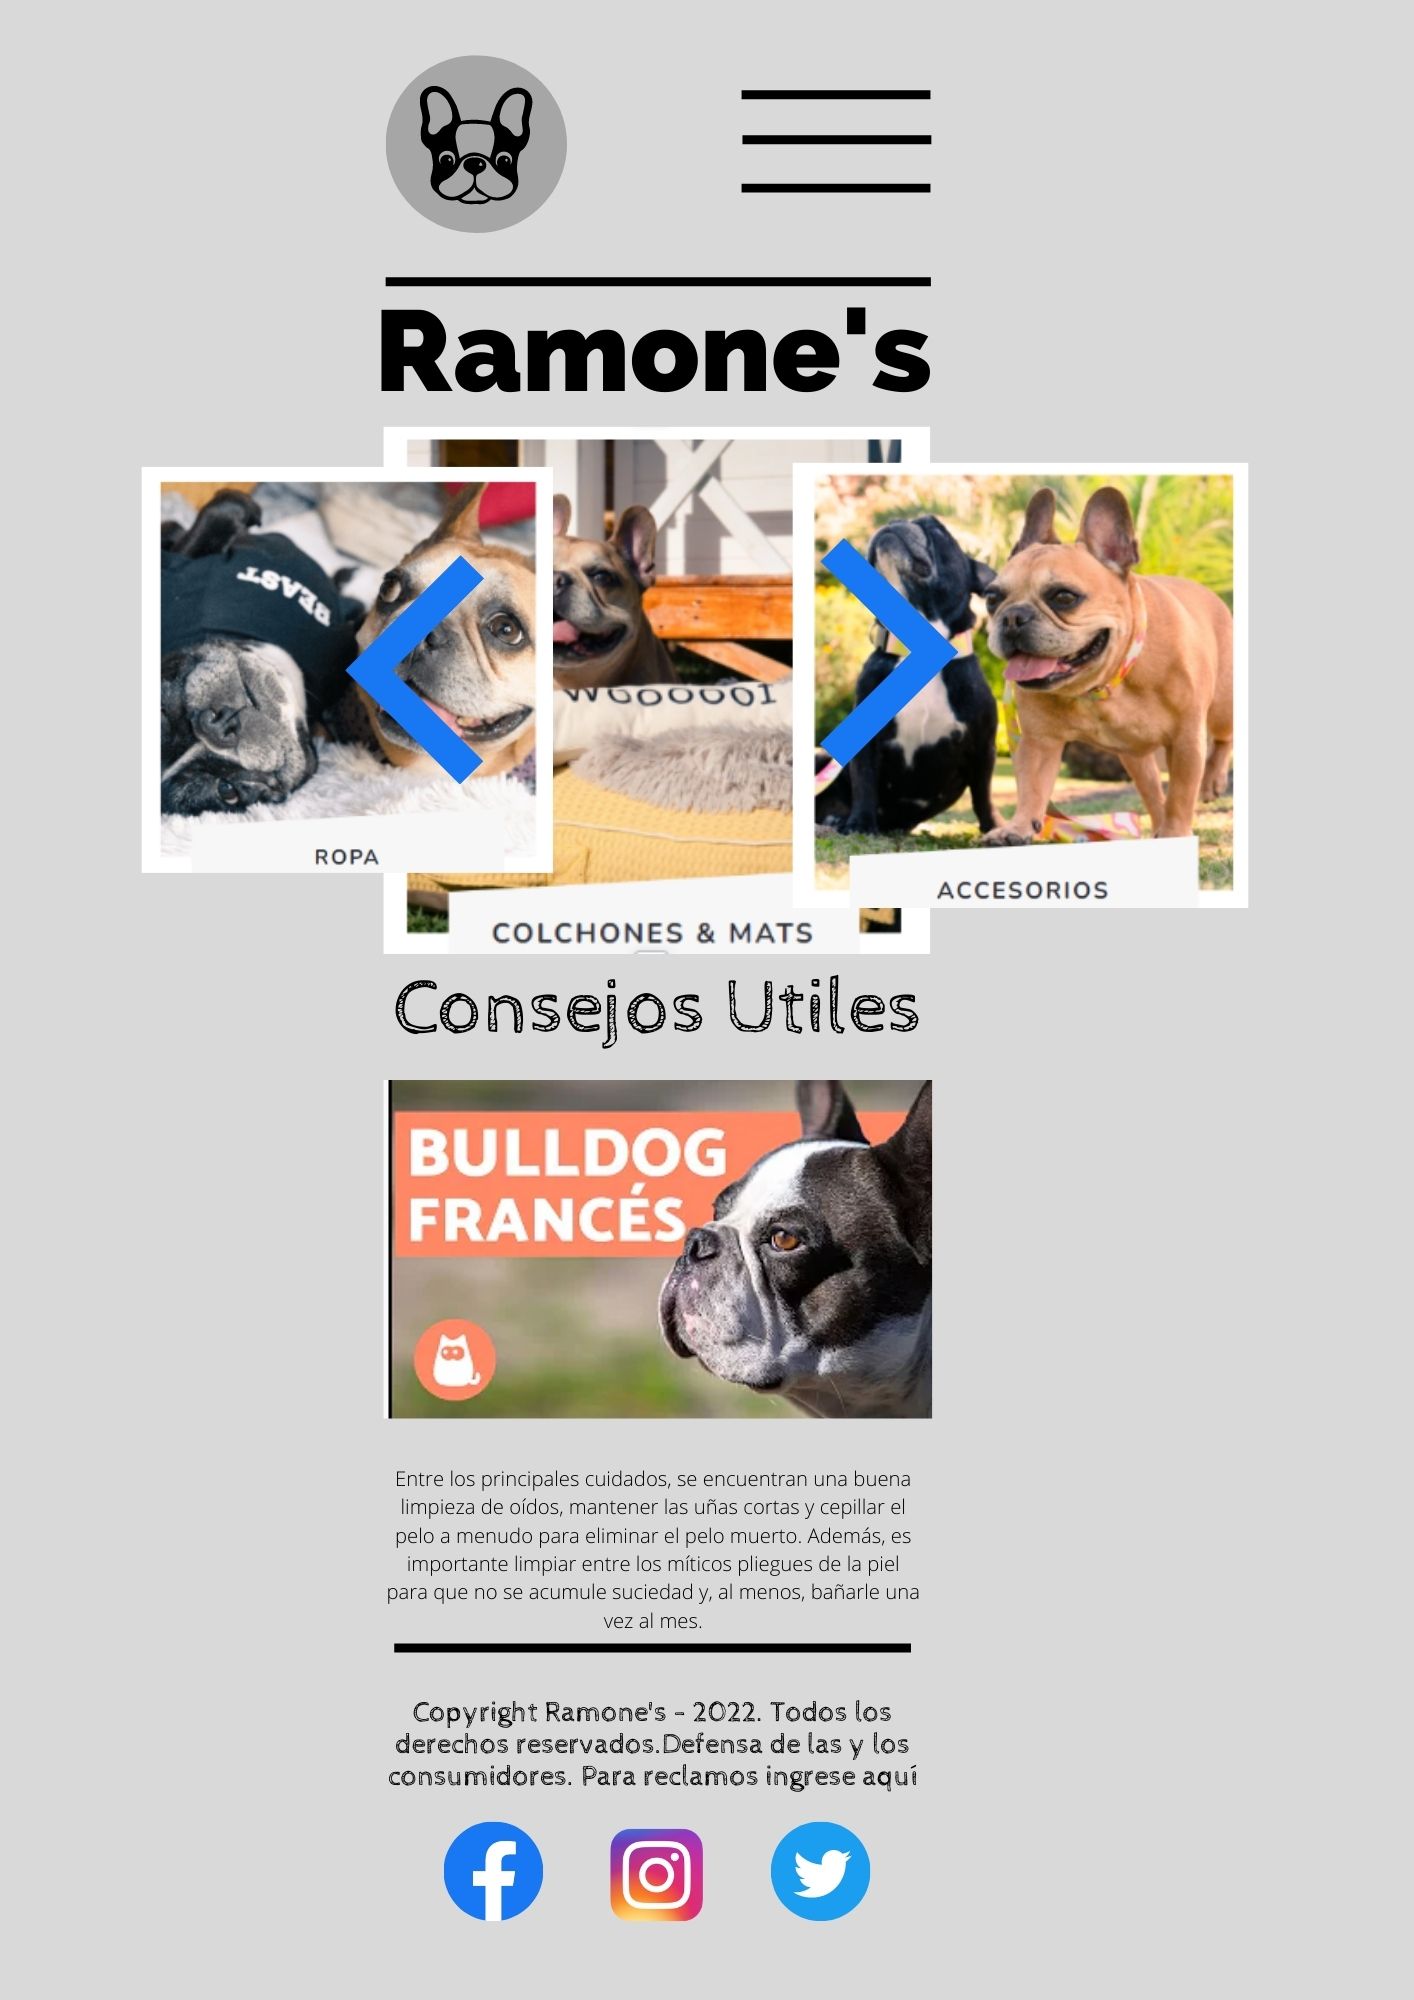 Ramone's
BEAST
ROPA
COLCHONES & MATS
ACCESORIOS
Consejos Utiles
BULLDOG
FRANCÉS
Entre los principales cuidados, se encuentran una buena
limpieza de oídos, mantener las uñas cortas y cepillar el
pelo a menudo para eliminar el pelo muerto. Además, es
importante limpiar entre los míticos pliegues de la piel
para que no se acumule suciedad y, al menos, bañarle una
vez al mes.
Copyright Ramone's - 2022. Todos los
derechos reservados.Defensa de las y los
consumidores. Para reclamos ingrese aquí